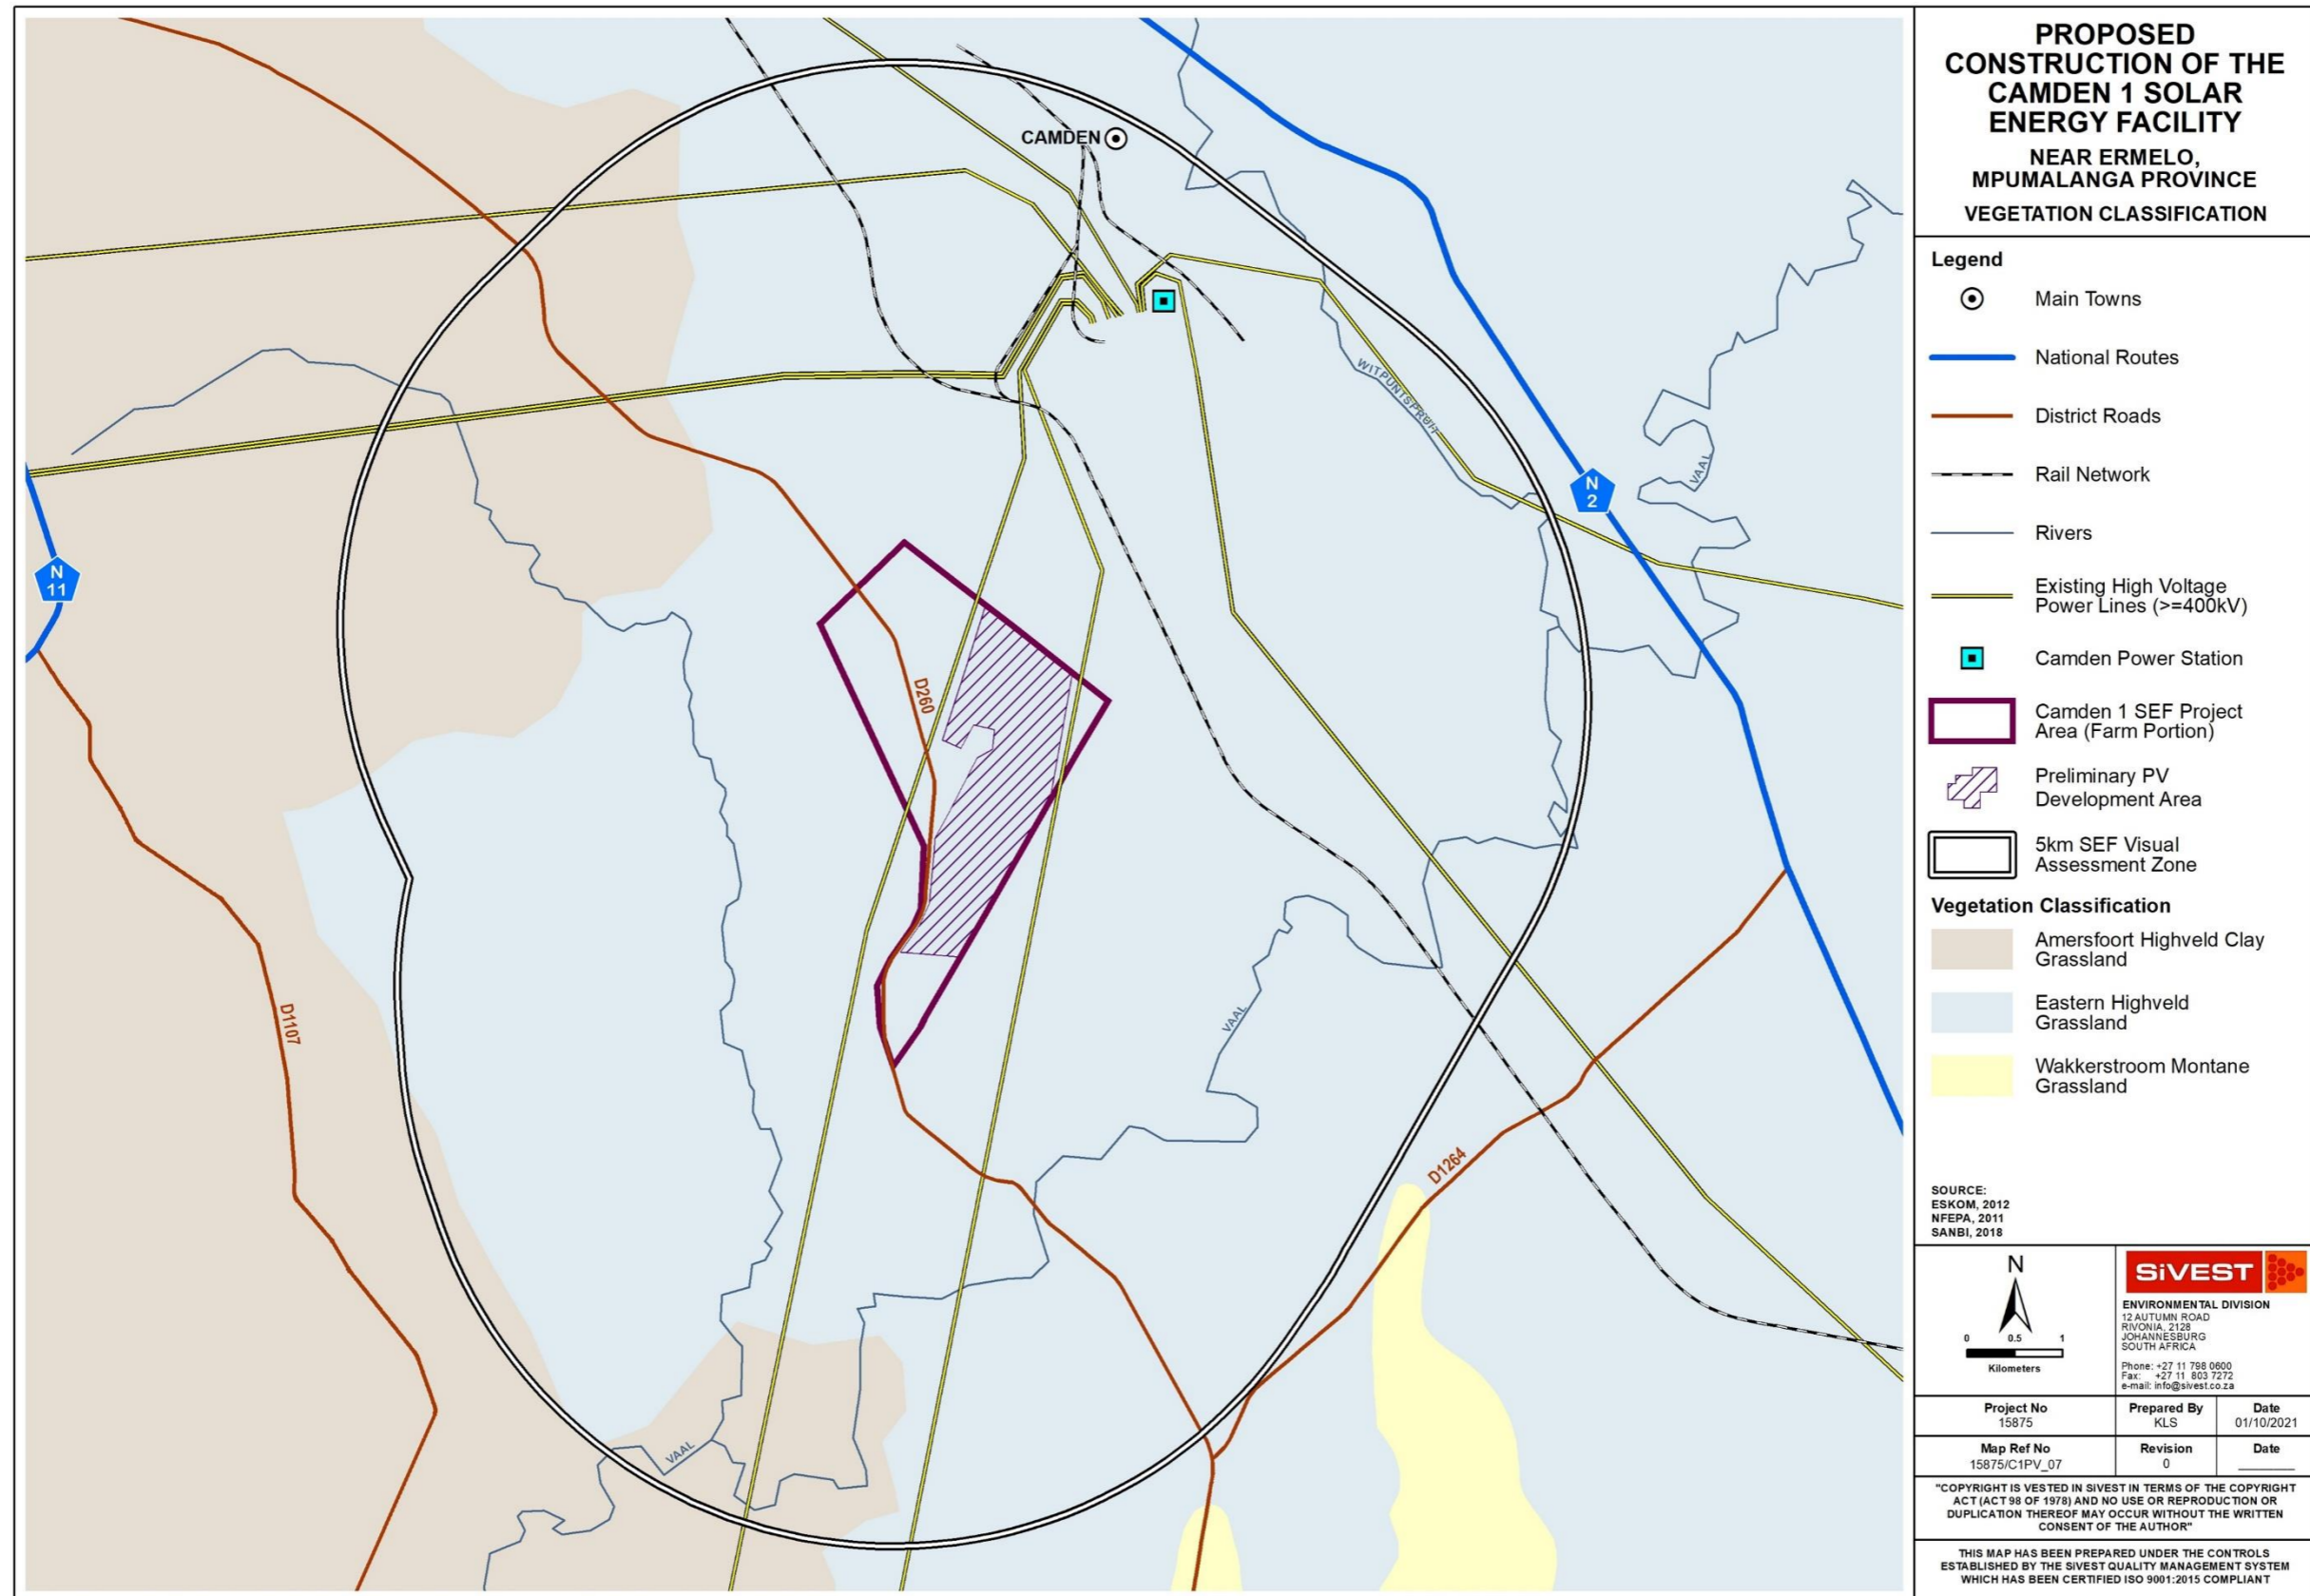 PROPOSED
CONSTRUCTION OF THE
CAMDEN 1 SOLAR
ENERGY FACILITY
NEAR ERMELO,
MPUMALANGA PROVINCE
VEGETATION CLASSIFICATION
Legend
Main Towns
National Routes
District Roads
Rail Network
Rivers
Existing High Voltage
Power Lines (>=400kV)
Camden Power Station
Camden 1 SEF Project
Area (Farm Portion)
Preliminary PV
Development Area
5km SEF Visual
Assessment Zone
Vegetation Classification
Amersfoort Highveld Clay
Grassland
Eastern Highveld
Grassland
Wakkerstroom Montane
Grassland
SOURCE:
ESKOM, 2012
NFEPA, 2011
SANBI, 2018
N
0 0.5 1
Kilometers
SiVEST
ENVIRONMENTAL DIVISION
12 AUTUMN ROAD
RIVONIA, 2128
JOHANNESBURG
SOUTH AFRICA
Phone: +27 11 798 0600
Fax: +27 11 803 7272
e-mail: info@sivest.co.za
Project No
15875
Prepared By
KLS
Date
01/10/2021
Map Ref No
15875/C1PV_07
Revision
0
Date
"COPYRIGHT IS VESTED IN SIVEST IN TERMS OF THE COPYRIGHT
ACT (ACT 98 OF 1978) AND NO USE OR REPRODUCTION OR
DUPLICATION THEREOF MAY OCCUR WITHOUT THE WRITTEN
CONSENT OF THE AUTHOR"
THIS MAP HAS BEEN PREPARED UNDER THE CONTROLS
ESTABLISHED BY THE SIVEST QUALITY MANAGEMENT SYSTEM
WHICH HAS BEEN CERTIFIED ISO 9001:2015 COMPLIANT
CAMDEN
WITPUNTSPRUIT
VAAL
N
2
N
11
D260
D1107
VAAL
D1264
VAAL